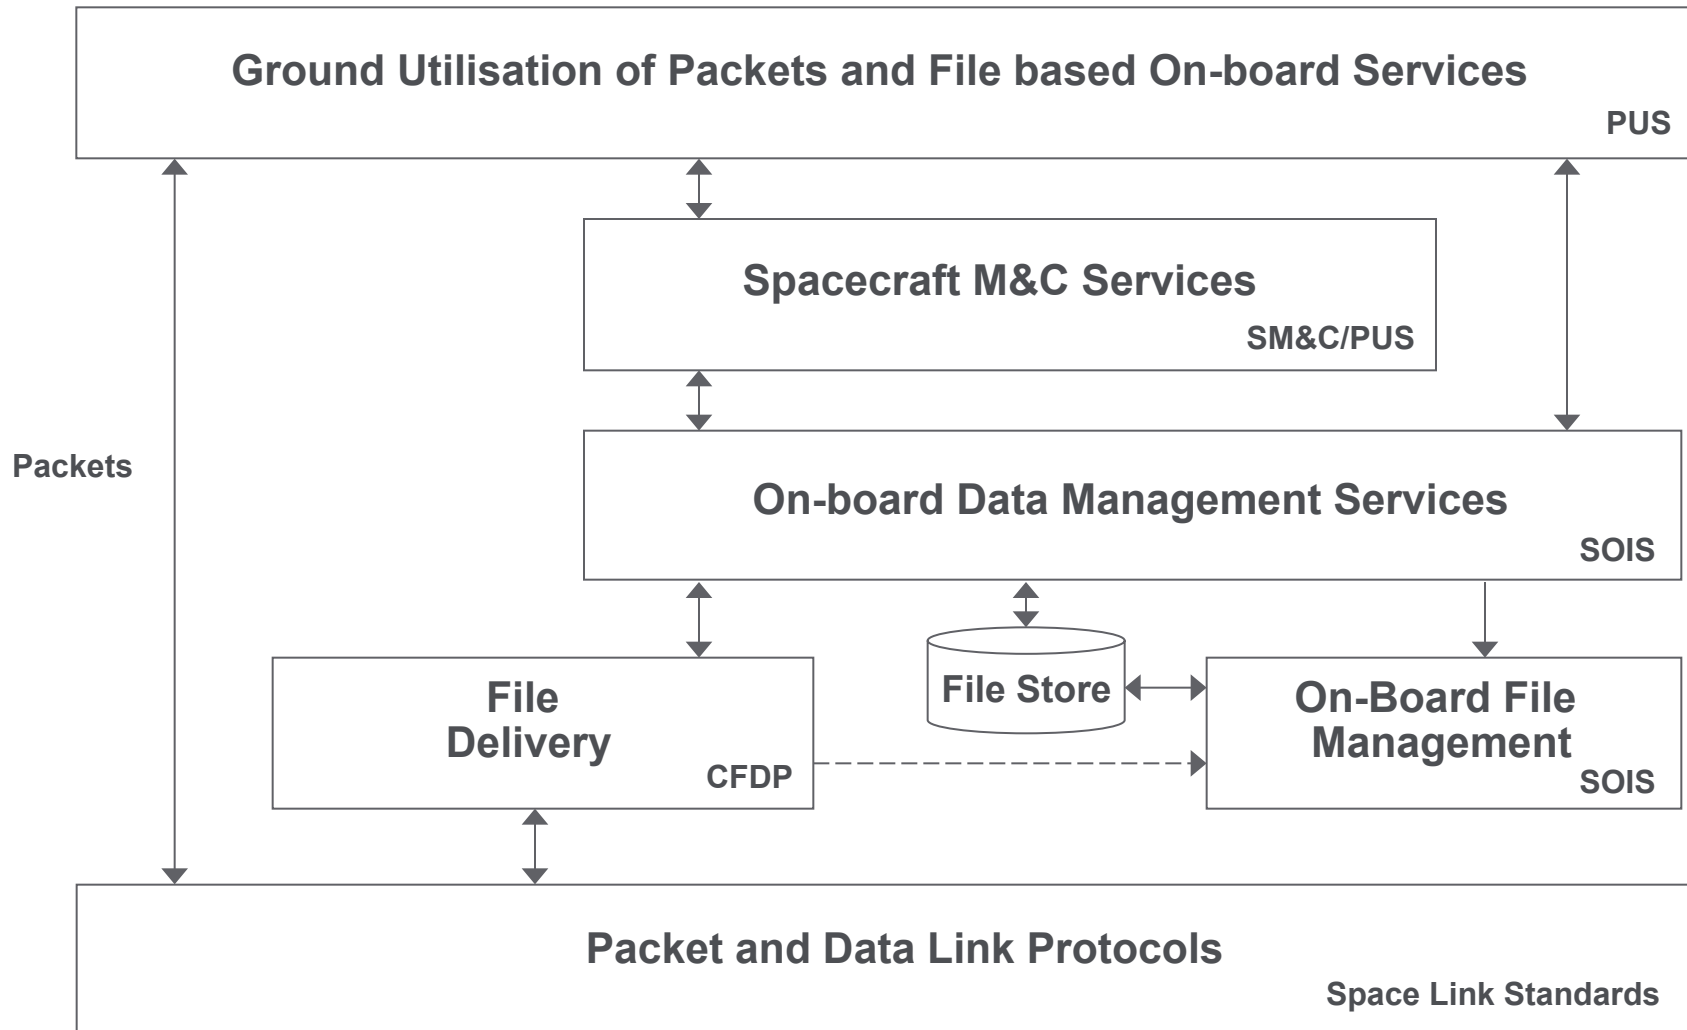 Ground Utilisation of Packets and File based On-board Services
PUS
Spacecraft M&C Services
SM&C/PUS
Packets
On-board Data Management Services
SOIS
File
Delivery
CFDP
File Store
On-Board File
Management
SOIS
Packet and Data Link Protocols
Space Link Standards